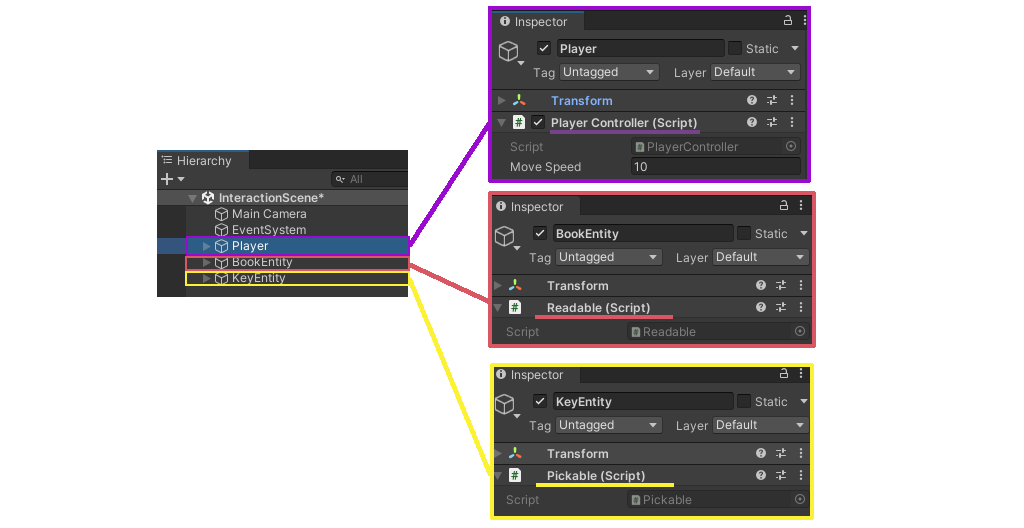 Hierarchy
All
InteractionScene*
Main Camera
EventSystem
Player
BookEntity
KeyEntity
Inspector
Player Static
Tag Untagged Layer Default
Transform
# Player Controller (Script)
Script # PlayerController
Move Speed 10
Inspector
BookEntity Static
Tag Untagged Layer Default
Transform
# Readable (Script)
Script # Readable
Inspector
KeyEntity Static
Tag Untagged Layer Default
Transform
# Pickable (Script)
Script # Pickable